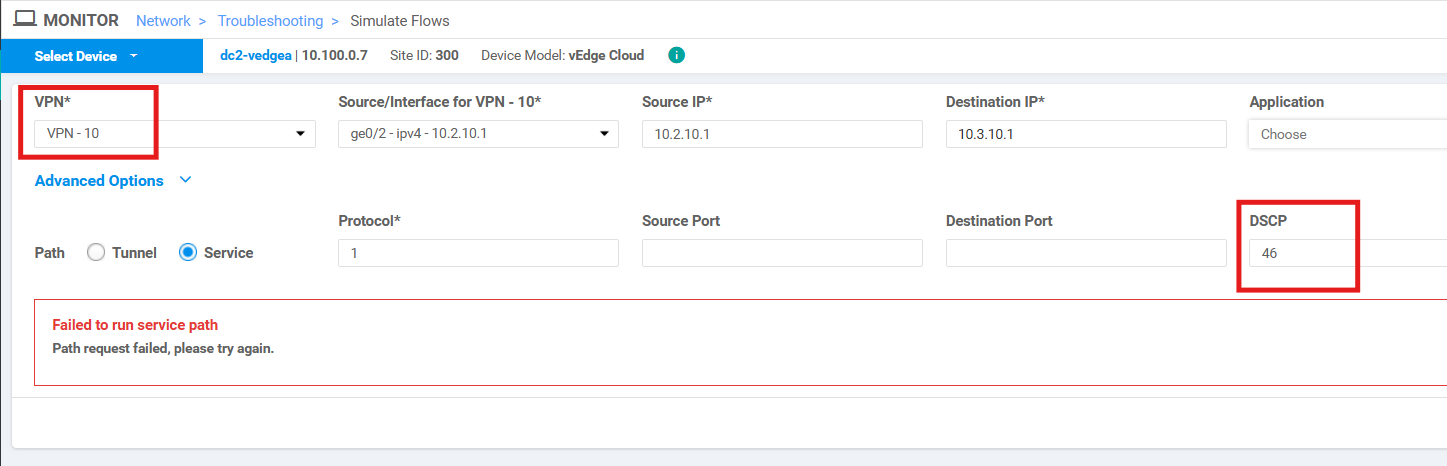 MONITOR Network > Troubleshooting > Simulate Flows
Select Device dc2-vedgea | 10.100.0.7 Site ID: 300 Device Model: vEdge Cloud i
VPN* Source/Interface for VPN - 10* Source IP* Destination IP* Application
VPN - 10 ge0/2 - ipv4 - 10.2.10.1 10.2.10.1 10.3.10.1 Choose
Advanced Options
Protocol* Source Port Destination Port DSCP
Path Tunnel Service 1 46
Failed to run service path
Path request failed, please try again.